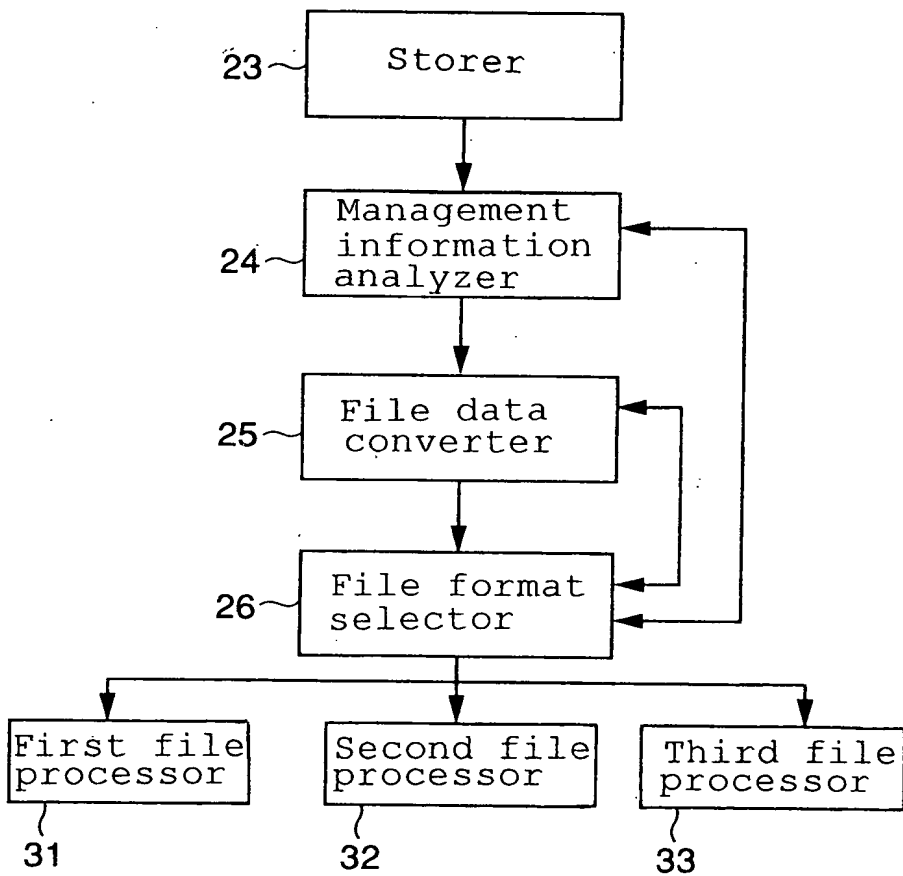 23
Storer
Management
information
analyzer
24
File data
converter
25
File format
selector
26
First file
processor
Second file
processor
Third file
processor
31
32
33